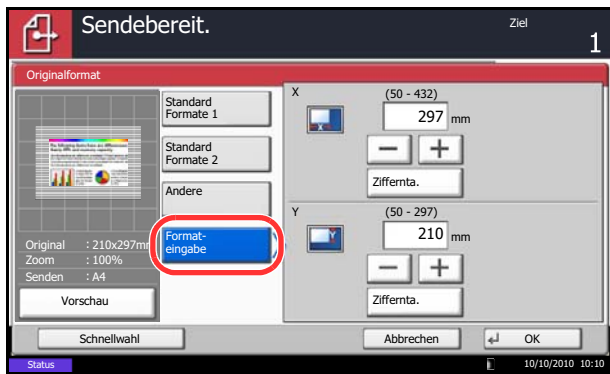 Sendebereit.
Ziel
1
Originalformat
Standard
Formate 1
Standard
Formate 2
Andere
Format-
eingabe
Original : 210x297mm
Zoom : 100%
Senden : A4
Vorschau
X
(50 - 432)
297 mm
Ziffernta.
Y
(50 - 297)
210 mm
Ziffernta.
Schnellwahl
Abbrechen
OK
Status
10/10/2010 10:10